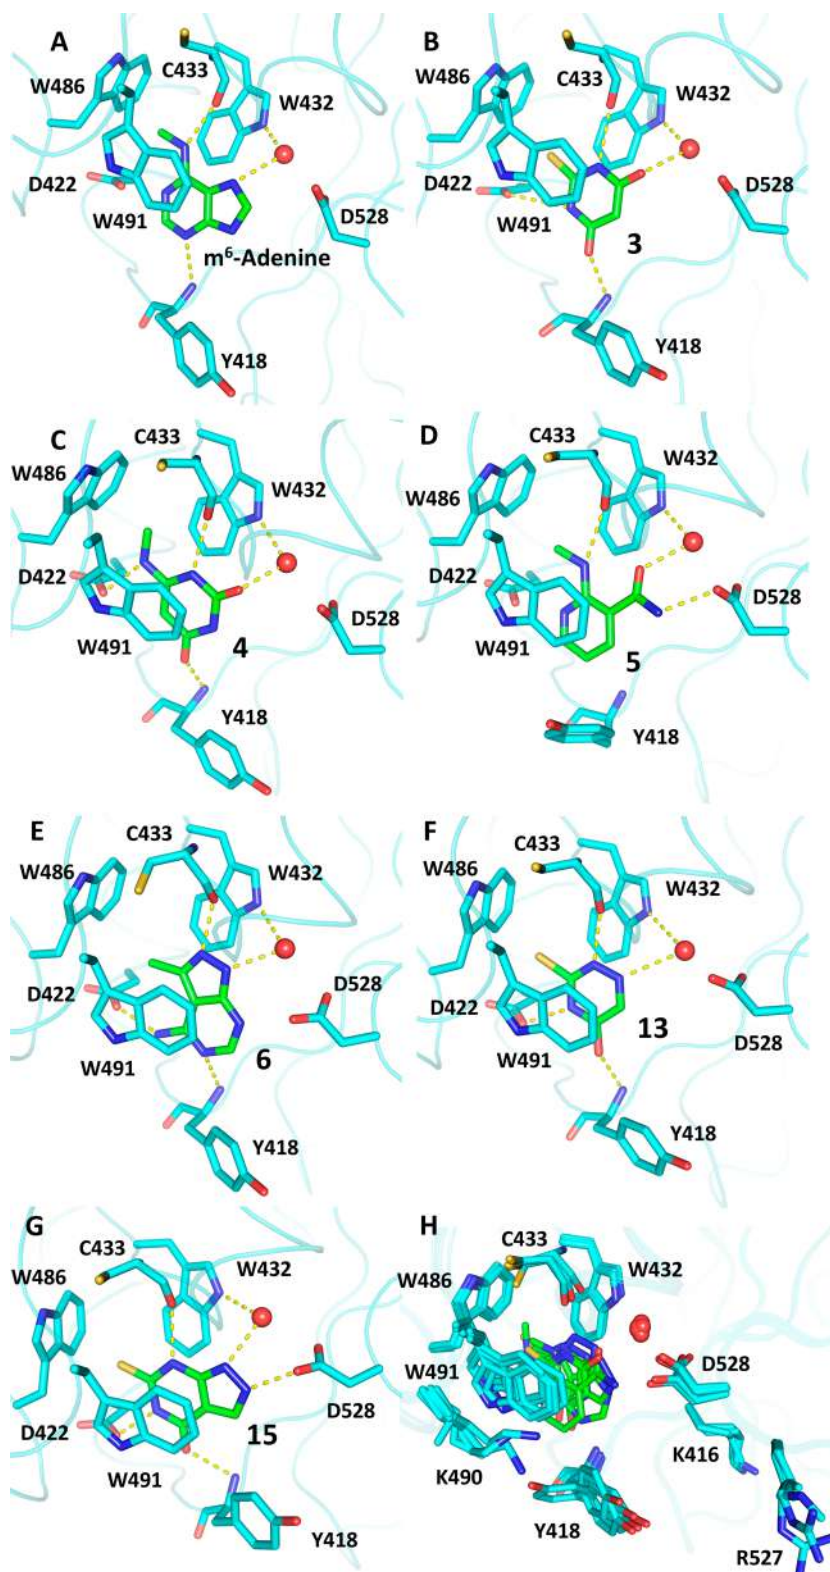 A
C433
W486
W432
D422
W491
D528
m⁶-Adenine
Y418
B
W486
C433
W432
D422
W491
D528
3
Y418
C
C433
W486
W432
D422
D528
W491
4
Y418
D
C433
W432
W486
D422
D528
W491
5
Y418
E
C433
W486
W432
D528
D422
W491
6
Y418
F
C433
W432
W486
D422
13
W491
D528
Y418
G
C433
W432
W486
D422
15
D528
W491
Y418
H
C433
W432
W486
W491
D528
K490
K416
Y418
R527